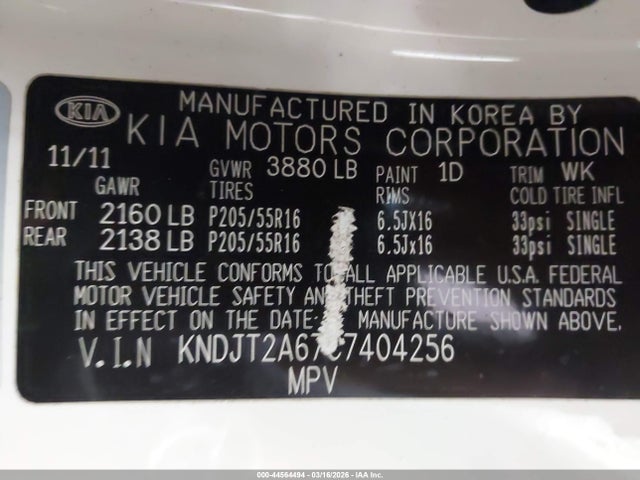 KIA
MANUFACTURED IN KOREA BY
KIA MOTORS CORPORATION
11/11 GVWR 3880 LB PAINT 1D TRIM WK
GAWR TIRES RIMS COLD TIRE INFL
FRONT 2160 LB P205/55R16 6.5JX16 33psi SINGLE
REAR 2138 LB P205/55R16 6.5Jx16 33psi SINGLE
THIS VEHICLE CONFORMS TO ALL APPLICABLE U.S.A. FEDERAL
MOTOR VEHICLE SAFETY AND THEFT PREVENTION STANDARDS
IN EFFECT ON THE DATE MANUFACTURE SHOWN ABOVE.
V.I.N
MPV
000-44564494 - 03/16/2026 - IAA Inc.